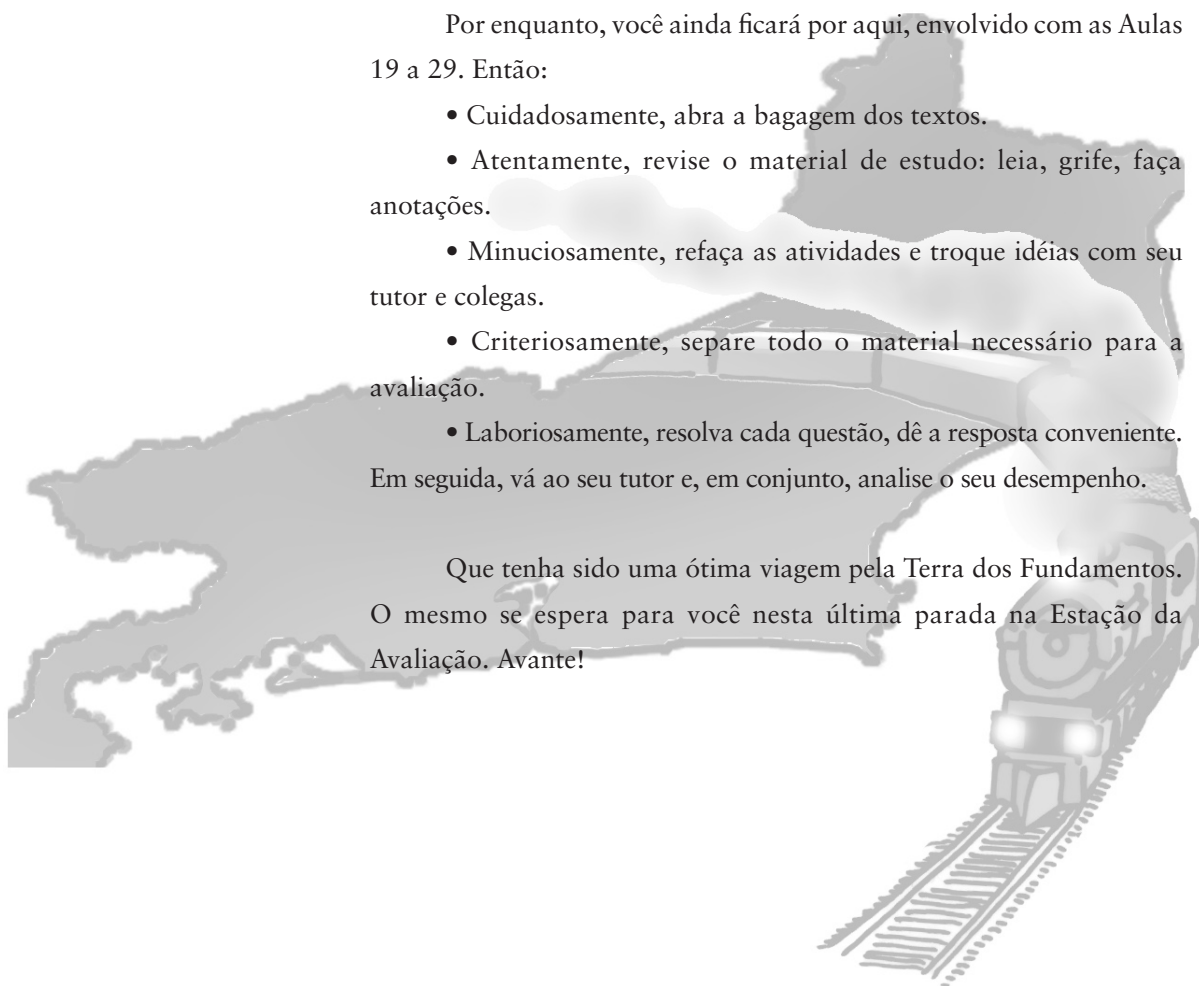 Por enquanto, você ainda ficará por aqui, envolvido com as Aulas
19 a 29. Então:
• Cuidadosamente, abra a bagagem dos textos.
• Atentamente, revise o material de estudo: leia, grife, faça
anotações.
• Minuciosamente, refaça as atividades e troque idéias com seu
tutor e colegas.
• Criteriosamente, separe todo o material necessário para a
avaliação.
• Laboriosamente, resolva cada questão, dê a resposta conveniente.
Em seguida, vá ao seu tutor e, em conjunto, analise o seu desempenho.
Que tenha sido uma ótima viagem pela Terra dos Fundamentos.
O mesmo se espera para você nesta última parada na Estação da
Avaliação. Avante!